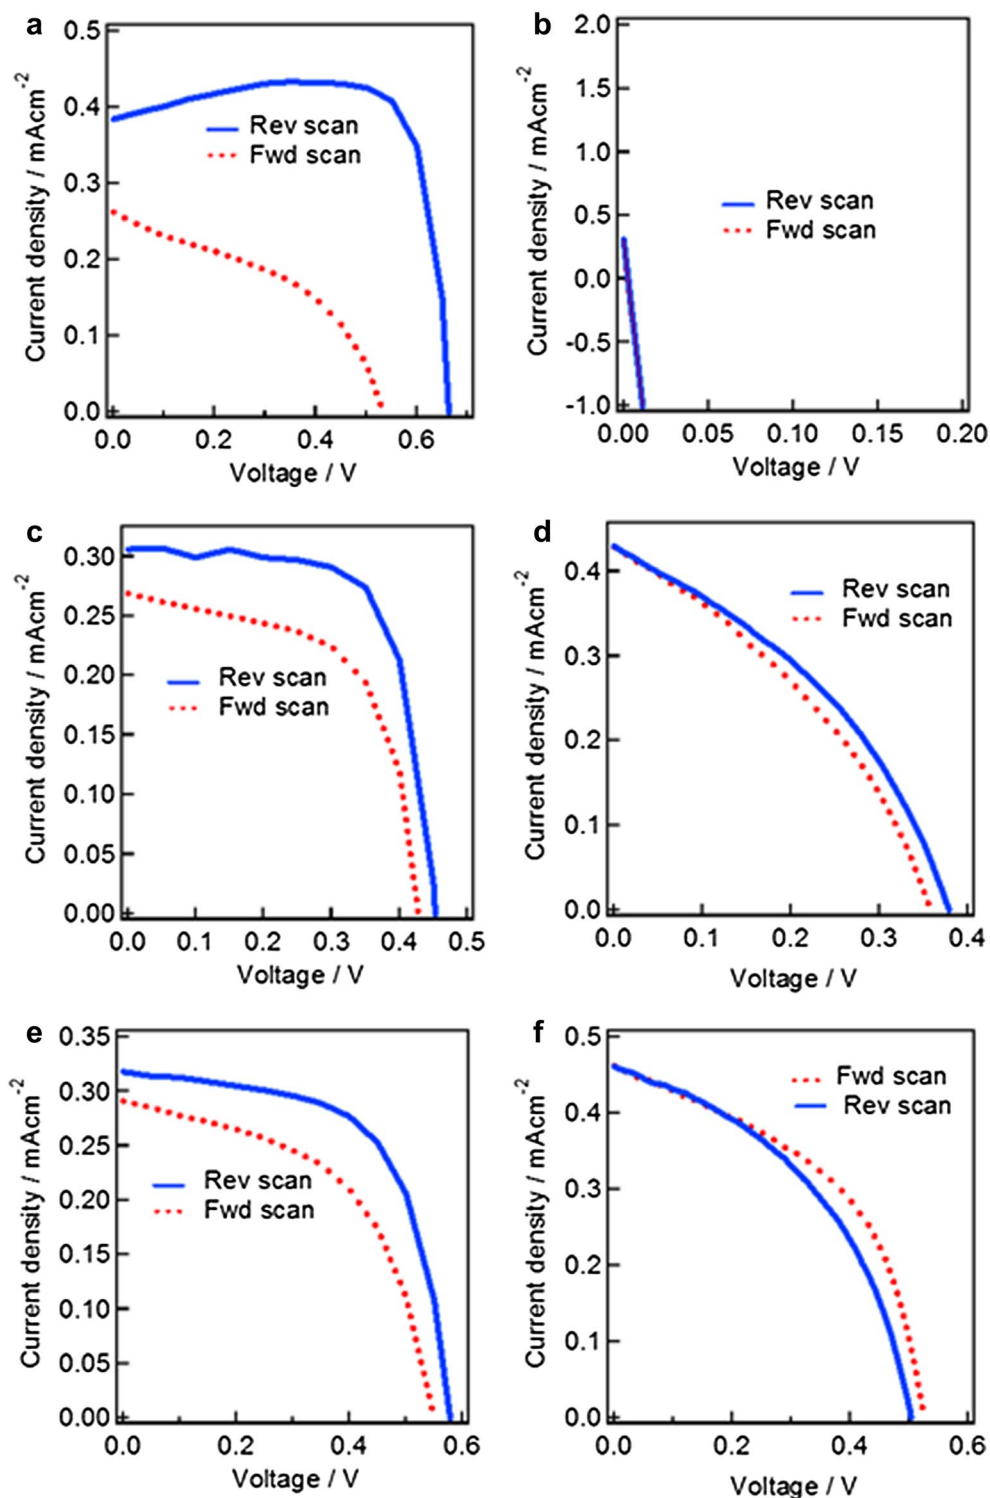 a
0.5
0.4
0.3
0.2
0.1
0.0
Current density / mAcm-2
Rev scan
Fwd scan
0.0 0.2 0.4 0.6
Voltage / V
b
2.0
1.5
1.0
0.5
0.0
-0.5
-1.0
Current density / mAcm-2
Rev scan
Fwd scan
0.00 0.05 0.10 0.15 0.20
Voltage / V
c
0.30
0.25
0.20
0.15
0.10
0.05
0.00
Current density / mAcm-2
Rev scan
Fwd scan
0.0 0.1 0.2 0.3 0.4 0.5
Voltage / V
d
0.4
0.3
0.2
0.1
0.0
Current density / mAcm-2
Rev scan
Fwd scan
0.0 0.1 0.2 0.3 0.4
Voltage / V
e
0.35
0.30
0.25
0.20
0.15
0.10
0.05
0.00
Current density / mAcm-2
Rev scan
Fwd scan
0.0 0.2 0.4 0.6
Voltage / V
f
0.5
0.4
0.3
0.2
0.1
0.0
Current density / mAcm-2
Fwd scan
Rev scan
0.0 0.2 0.4 0.6
Voltage / V